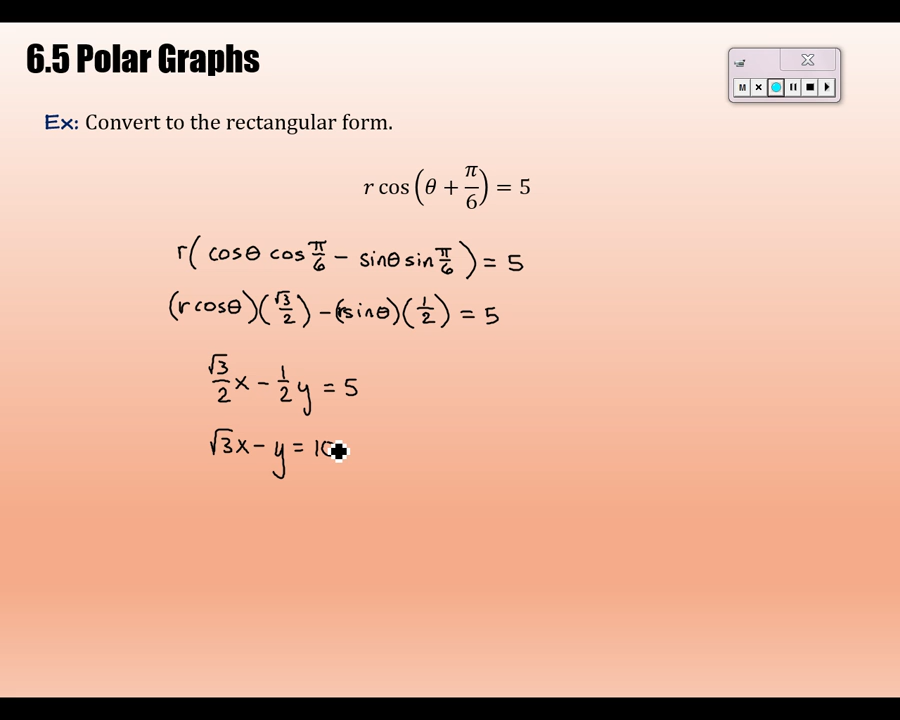 6.5 Polar Graphs
M
Ex: Convert to the rectangular form.
r cos(θ + π/6) = 5
r(cosθ cos π/6 - sinθ sin π/6) = 5
(r cosθ)(√3/2) - (r sinθ)(1/2) = 5
√3/2 x - 1/2 y = 5
√3x - y = 10